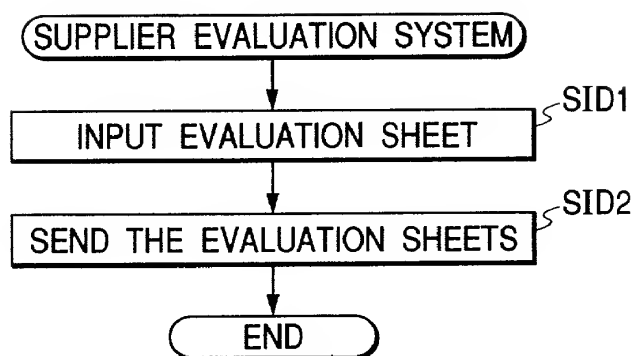 SUPPLIER EVALUATION SYSTEM
SID1
INPUT EVALUATION SHEET
SID2
SEND THE EVALUATION SHEETS
END